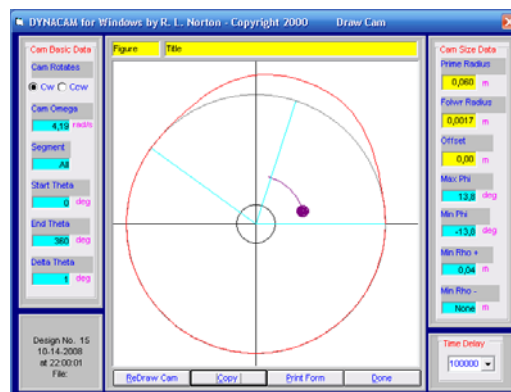 DYNACAM for Windows by R. L. Norton - Copyright 2000 Draw Cam
Cam Basic Data
Cam Rotates
Cw Ccw
Cam Omega
4,19 rad/s
Segment
All
Start Theta
0 deg
End Theta
360 deg
Delta Theta
1 deg
Design No. 15
10-14-2008
at 22:00:01
File:
Figure Title
ReDraw Cam Copy Print Form Done
Cam Size Data
Prime Radius
0,060 m
Folwr Radius
0,0017 m
Offset
0,00 m
Max Phi
13,8 deg
Min Phi
-13,8 deg
Min Rho +
0,04 m
Min Rho -
None m
Time Delay
100000